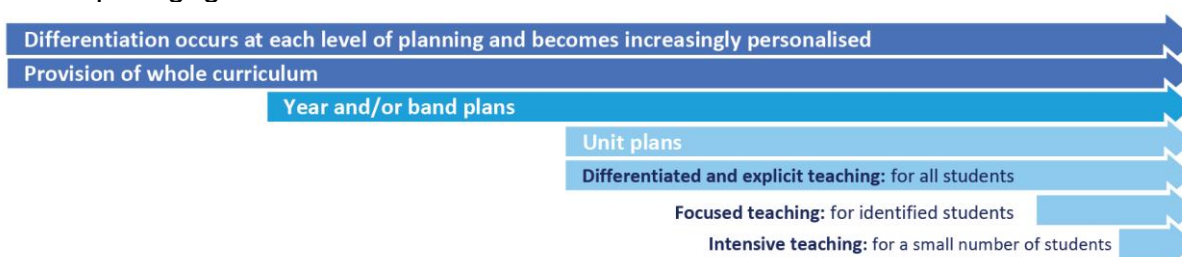 Differentiation occurs at each level of planning and becomes increasingly personalised
Provision of whole curriculum
Year and/or band plans
Unit plans
Differentiated and explicit teaching: for all students
Focused teaching: for identified students
Intensive teaching: for a small number of students